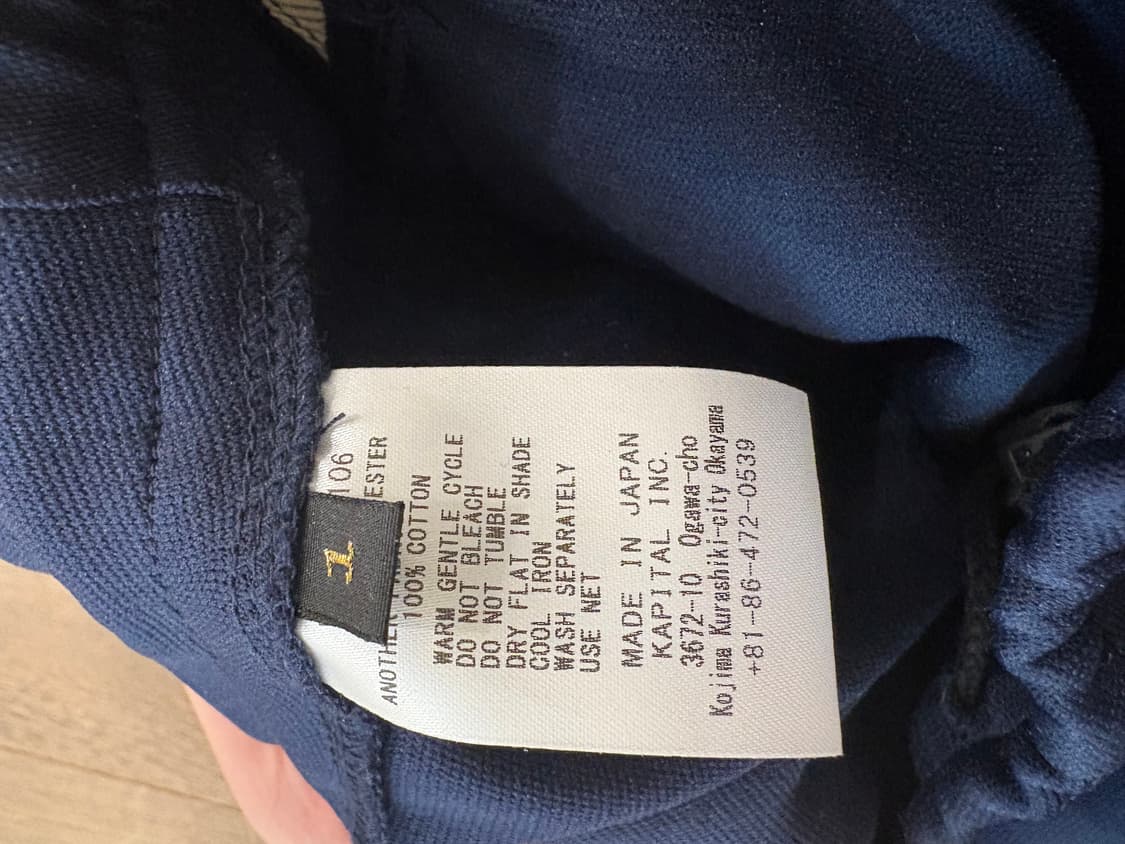 106
ESTER
1
ANOTHER
100% COTTON
WARM GENTLE CYCLE
DO NOT BLEACH
DO NOT TUMBLE
DRY FLAT IN SHADE
COOL IRON
WASH SEPARATELY
USE NET
MADE IN JAPAN
KAPITAL INC.
3672-10 Ogawa-cho
Kojima Kurashiki-city Okayama
+81-86-472-0539